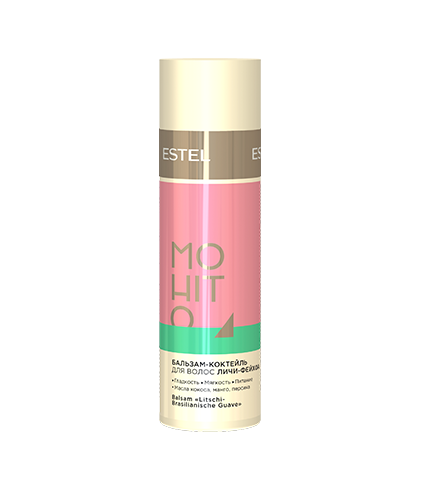 ESTEL ES
MO
HIT
O
БАЛЬЗАМ-КОКТЕЙЛЬ
ДЛЯ ВОЛОС ЛИЧИ-ФЕЙХОА
•Гладкость •Мягкость •Питание
•Масла кокоса, манго, персика
Balsam «Litschi-
Brasilianische Guave»